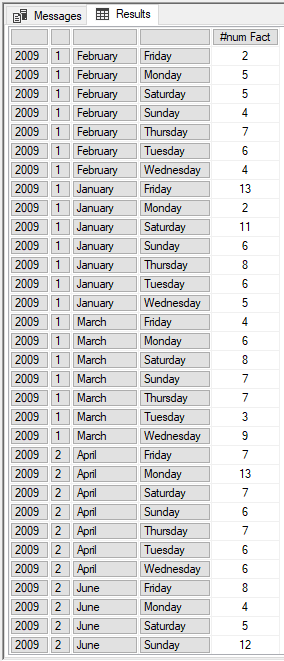 Messages Results
#num Fact
2009 1 February Friday 2
2009 1 February Monday 5
2009 1 February Saturday 5
2009 1 February Sunday 4
2009 1 February Thursday 7
2009 1 February Tuesday 6
2009 1 February Wednesday 4
2009 1 January Friday 13
2009 1 January Monday 2
2009 1 January Saturday 11
2009 1 January Sunday 6
2009 1 January Thursday 8
2009 1 January Tuesday 6
2009 1 January Wednesday 5
2009 1 March Friday 4
2009 1 March Monday 6
2009 1 March Saturday 8
2009 1 March Sunday 7
2009 1 March Thursday 7
2009 1 March Tuesday 3
2009 1 March Wednesday 9
2009 2 April Friday 7
2009 2 April Monday 13
2009 2 April Saturday 7
2009 2 April Sunday 6
2009 2 April Thursday 7
2009 2 April Tuesday 6
2009 2 April Wednesday 6
2009 2 June Friday 8
2009 2 June Monday 4
2009 2 June Saturday 5
2009 2 June Sunday 12